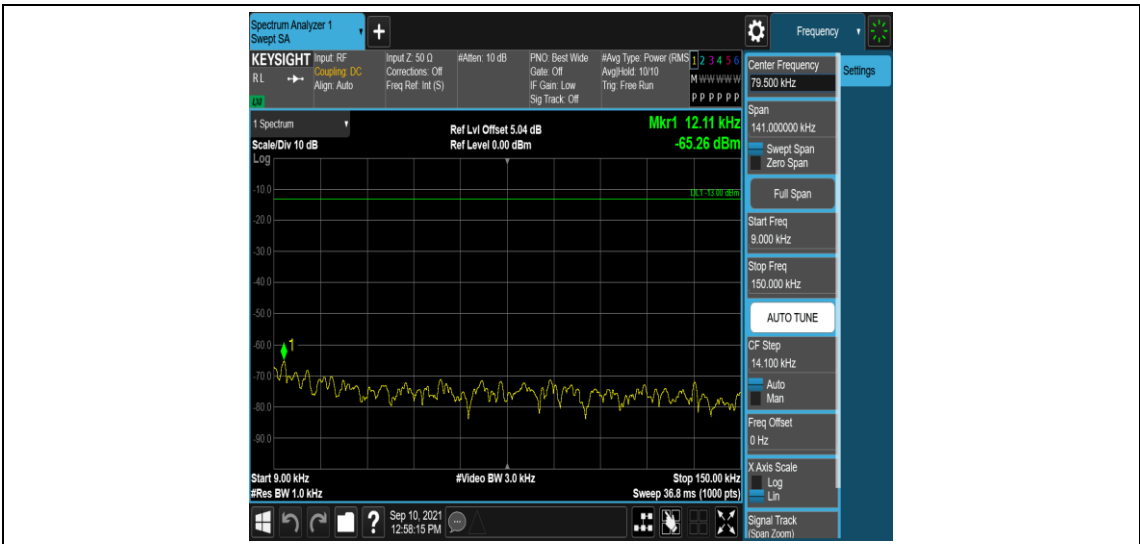 Spectrum Analyzer 1
Swept SA
+
Frequency
KEYSIGHT
RL
LXI
Input: RF
Coupling: DC
Align: Auto
Input Z: 50 Ω
Corrections: Off
Freq Ref: Int (S)
#Atten: 10 dB
PNO: Best Wide
Gate: Off
IF Gain: Low
Sig Track: Off
#Avg Type: Power (RMS
Avg|Hold: 10/10
Trig: Free Run
1 2 3 4 5 6
M W W W W W
P P P P P P
Center Frequency
79.500 kHz
Settings
Span
141.000000 kHz
Swept Span
Zero Span
Full Span
Start Freq
9.000 kHz
Stop Freq
150.000 kHz
AUTO TUNE
CF Step
14.100 kHz
Auto
Man
Freq Offset
0 Hz
X Axis Scale
Log
Lin
Signal Track
(Span Zoom)
1 Spectrum
Scale/Div 10 dB
Log
Ref Lvl Offset 5.04 dB
Ref Level 0.00 dBm
Mkr1 12.11 kHz
-65.26 dBm
DL1 -13.00 dBm
-10.0
-20.0
-30.0
-40.0
-50.0
-60.0
1
-70.0
-80.0
-90.0
Start 9.00 kHz
#Res BW 1.0 kHz
#Video BW 3.0 kHz
Stop 150.00 kHz
Sweep 36.8 ms (1000 pts)
?
Sep 10, 2021
12:58:15 PM